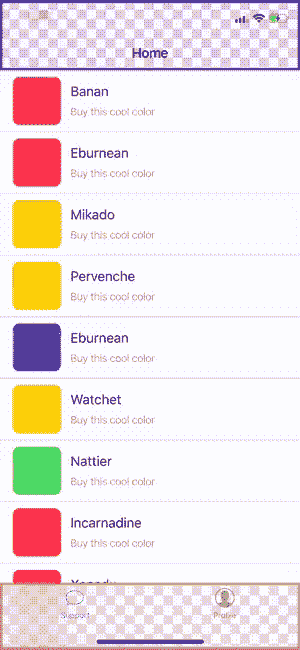 Home
Banan
Buy this cool color
Eburnean
Buy this cool color
Mikado
Buy this cool color
Pervenche
Buy this cool color
Eburnean
Buy this cool color
Watchet
Buy this cool color
Nattier
Buy this cool color
Incarnadine
Buy this cool color
Support
Profile